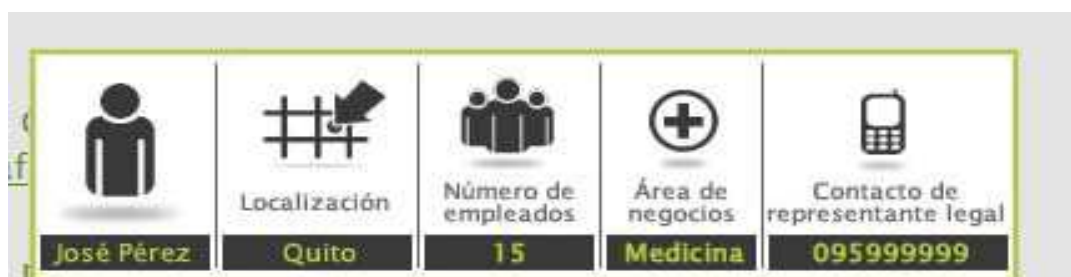 Localización
Número de
empleados
Área de
negocios
Contacto de
representante legal
José Pérez
Quito
15
Medicina
095999999